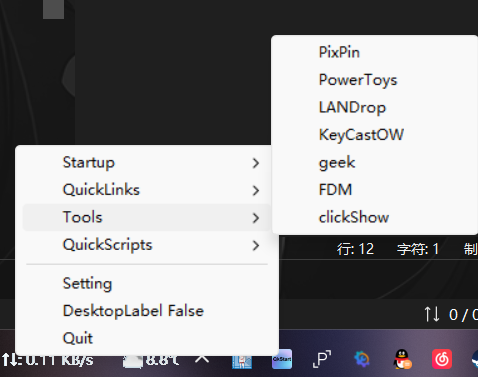 PixPin
PowerToys
LANDrop
KeyCastOW
geek
FDM
clickShow
Startup
QuickLinks
Tools
QuickScripts
Setting
DesktopLabel False
Quit
行: 12 字符: 1 制
0 / 0
0.11 KB/s 8.8℃
QkStart